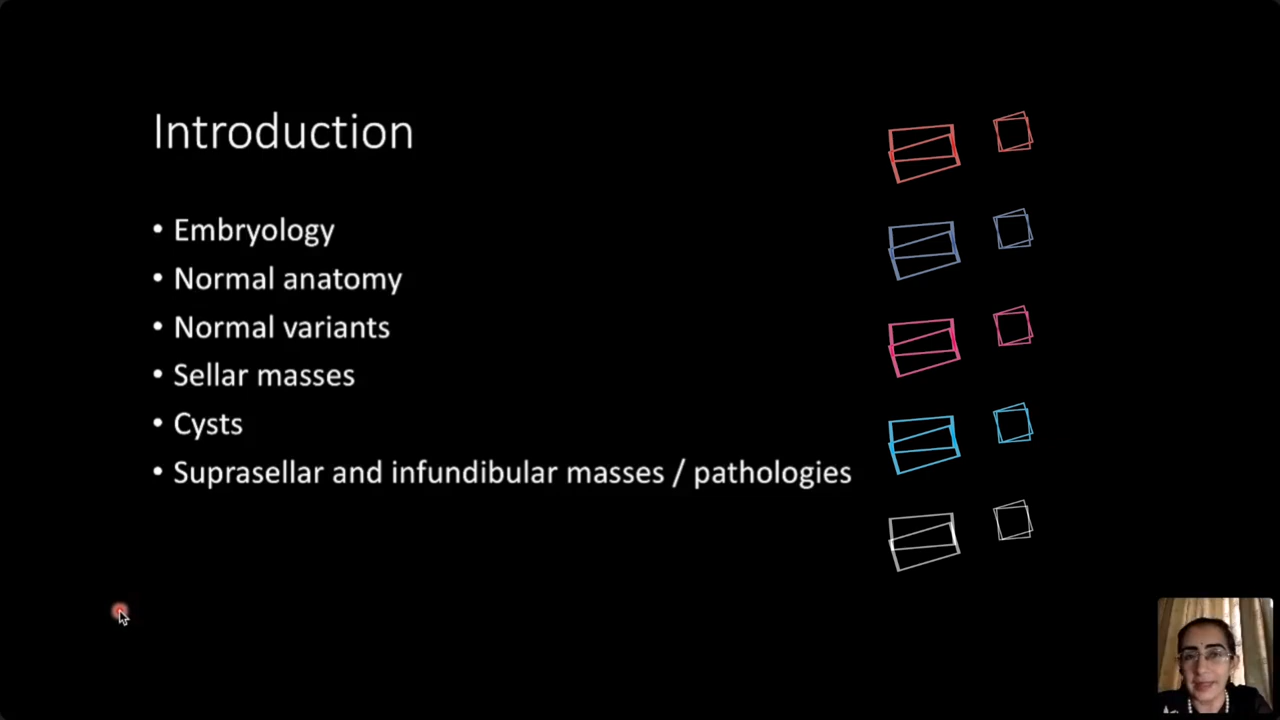 Introduction
• Embryology
• Normal anatomy
• Normal variants
• Sellar masses
• Cysts
• Suprasellar and infundibular masses / pathologies